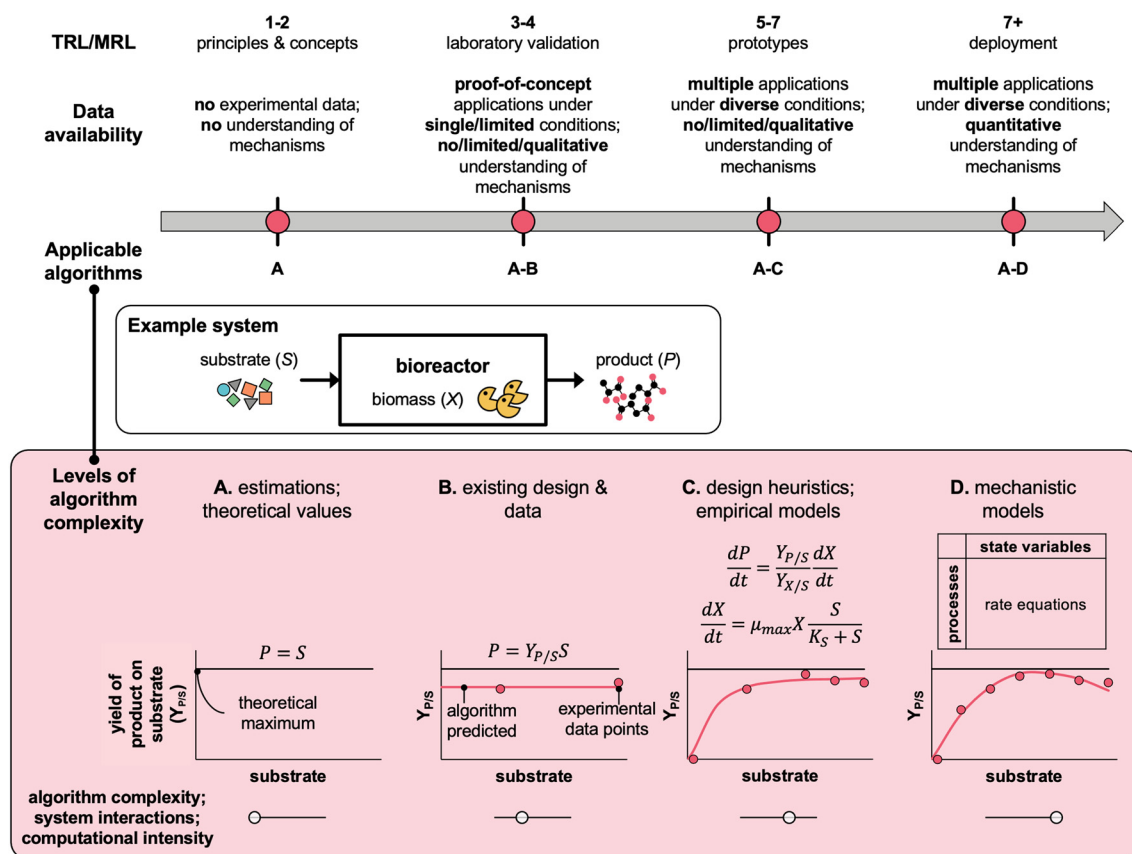 TRL/MRL
1-2
principles & concepts
3-4
laboratory validation
5-7
prototypes
7+
deployment
Data
availability
no experimental data;
no understanding of
mechanisms
proof-of-concept
applications under
single/limited conditions;
no/limited/qualitative
understanding of
mechanisms
multiple applications
under diverse conditions;
no/limited/qualitative
understanding of
mechanisms
multiple applications
under diverse conditions;
quantitative
understanding of
mechanisms
Applicable
algorithms
A
A-B
A-C
A-D
Example system
substrate (S)
bioreactor
biomass (X)
product (P)
Levels of
algorithm
complexity
A. estimations;
theoretical values
P = S
yield of
product on
substrate
(Y_{P/S})
theoretical
maximum
substrate
B. existing design &
data
P = Y_{P/S}S
Y_{P/S}
algorithm
predicted
experimental
data points
substrate
C. design heuristics;
empirical models
\frac{dP}{dt} = \frac{Y_{P/S}}{Y_{X/S}} \frac{dX}{dt}
\frac{dX}{dt} = μ_{max}X \frac{S}{K_S + S}
Y_{P/S}
substrate
D. mechanistic
models
state variables
processes
rate equations
Y_{P/S}
substrate
algorithm complexity;
system interactions;
computational intensity